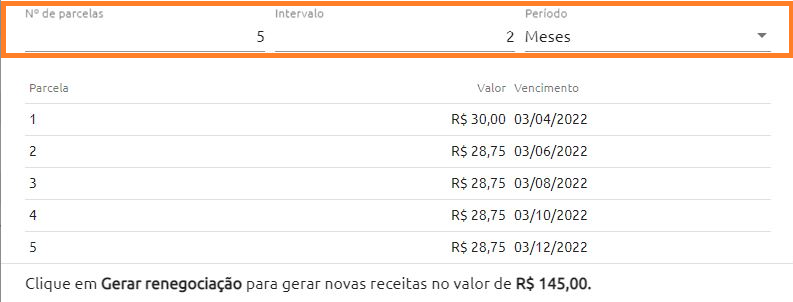 Nº de parcelas Intervalo Período
5 2 Meses
Parcela Valor Vencimento
1 R$ 30,00 03/04/2022
2 R$ 28,75 03/06/2022
3 R$ 28,75 03/08/2022
4 R$ 28,75 03/10/2022
5 R$ 28,75 03/12/2022
Clique em Gerar renegociação para gerar novas receitas no valor de R$ 145,00.